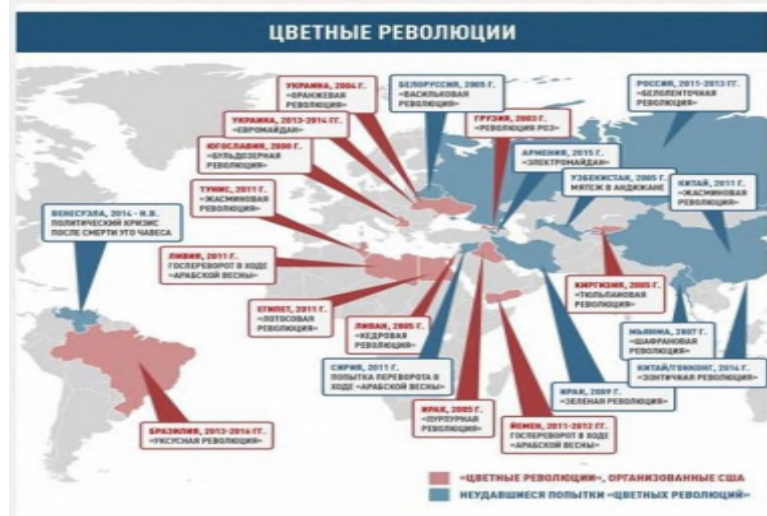 ЦВЕТНЫЕ РЕВОЛЮЦИИ
УКРАИНА, 2004 Г.
«ОРАНЖЕВАЯ
РЕВОЛЮЦИЯ»
БЕЛОРУССИЯ, 2005 Г.
«ВАСИЛЬКОВАЯ
РЕВОЛЮЦИЯ»
РОССИЯ, 2011-2013 ГГ.
«БЕЛОЛЕНТОЧНАЯ
РЕВОЛЮЦИЯ»
УКРАИНА, 2013-2014 ГГ.
«ЕВРОМАЙДАН»
ГРУЗИЯ, 2003 Г.
«РЕВОЛЮЦИЯ РОЗ»
ЮГОСЛАВИЯ, 2000 Г.
«БУЛЬДОЗЕРНАЯ
РЕВОЛЮЦИЯ»
АРМЕНИЯ, 2015 Г.
«ЭЛЕКТРОМАЙДАН»
УЗБЕКИСТАН, 2005 Г.
МЯТЕЖ В АНДИЖАНЕ
КИТАЙ, 2011 Г.
«ЖАСМИНОВАЯ
РЕВОЛЮЦИЯ»
ТУНИС, 2011 Г.
«ЖАСМИНОВАЯ
РЕВОЛЮЦИЯ»
ВЕНЕСУЭЛА, 2014 - Н.В.
ПОЛИТИЧЕСКИЙ КРИЗИС
ПОСЛЕ СМЕРТИ УГО ЧАВЕСА
ЛИВИЯ, 2011 Г.
ГОСПЕРЕВОРОТ В ХОДЕ
«АРАБСКОЙ ВЕСНЫ»
КИРГИЗИЯ, 2005 Г.
«ТЮЛЬПАНОВАЯ
РЕВОЛЮЦИЯ»
ЕГИПЕТ, 2011 Г.
«ЛОТОСОВАЯ
РЕВОЛЮЦИЯ»
ЛИВАН, 2005 Г.
«КЕДРОВАЯ
РЕВОЛЮЦИЯ»
МЬЯНМА, 2007 Г.
«ШАФРАНОВАЯ
РЕВОЛЮЦИЯ»
СИРИЯ, 2011 Г.
ПОПЫТКА ПЕРЕВОРОТА В
ХОДЕ «АРАБСКОЙ ВЕСНЫ»
КИТАЙ/ГОНКОНГ, 2014 Г.
«ЗОНТИЧНАЯ РЕВОЛЮЦИЯ»
ИРАН, 2009 Г.
«ЗЕЛЕНАЯ РЕВОЛЮЦИЯ»
ИРАК, 2005 Г.
«ПУРПУРНАЯ
РЕВОЛЮЦИЯ»
ЙЕМЕН, 2011-2012 ГГ.
ГОСПЕРЕВОРОТ В ХОДЕ
«АРАБСКОЙ ВЕСНЫ»
БРАЗИЛИЯ, 2013-2016 ГГ.
«УКСУСНАЯ РЕВОЛЮЦИЯ»
«ЦВЕТНЫЕ РЕВОЛЮЦИИ», ОРГАНИЗОВАННЫЕ США
НЕУДАВШИЕСЯ ПОПЫТКИ «ЦВЕТНЫХ РЕВОЛЮЦИЙ»